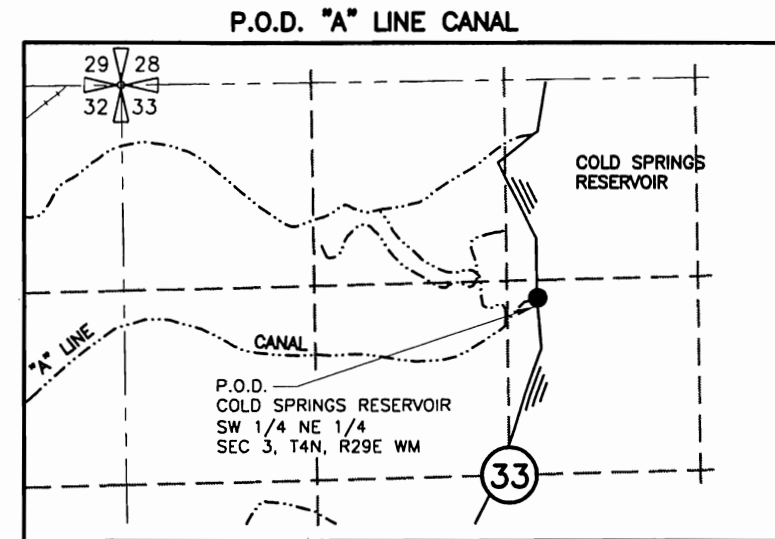 P.O.D. "A" LINE CANAL
29 28
32 33
COLD SPRINGS
RESERVOIR
"A" LINE
CANAL
P.O.D.
COLD SPRINGS RESERVOIR
SW 1/4 NE 1/4
SEC 3, T4N, R29E WM
33